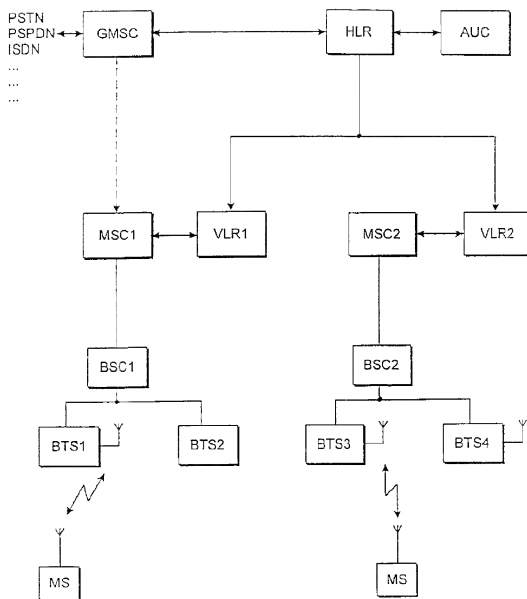 PSTN
PSPDN
ISDN
...
...
...
GMSC
HLR
AUC
MSC1
VLR1
MSC2
VLR2
BSC1
BSC2
BTS1
BTS2
BTS3
BTS4
MS
MS